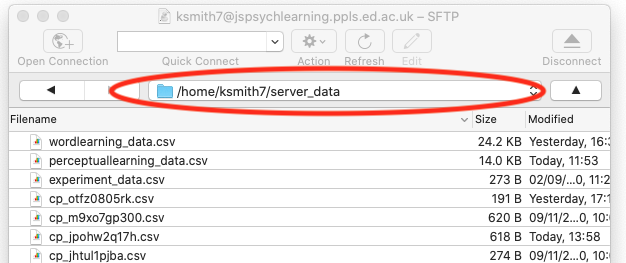 ksmith7@jspsychlearning.ppls.ed.ac.uk – SFTP
Open Connection Quick Connect Action Refresh Edit Disconnect
/home/ksmith7/server_data
Filename Size Modified
wordlearning_data.csv 24.2 KB Yesterday, 16:3
perceptuallearning_data.csv 14.0 KB Today, 11:53
experiment_data.csv 273 B 02/09/...0, 11:2
cp_otfz0805rk.csv 191 B Yesterday, 17:1
cp_m9xo7gp300.csv 620 B 09/11/2...0, 10:0
cp_jpohw2q17h.csv 618 B Today, 13:58
cp_jhtul1pjba.csv 274 B 09/11/2...0, 10:0